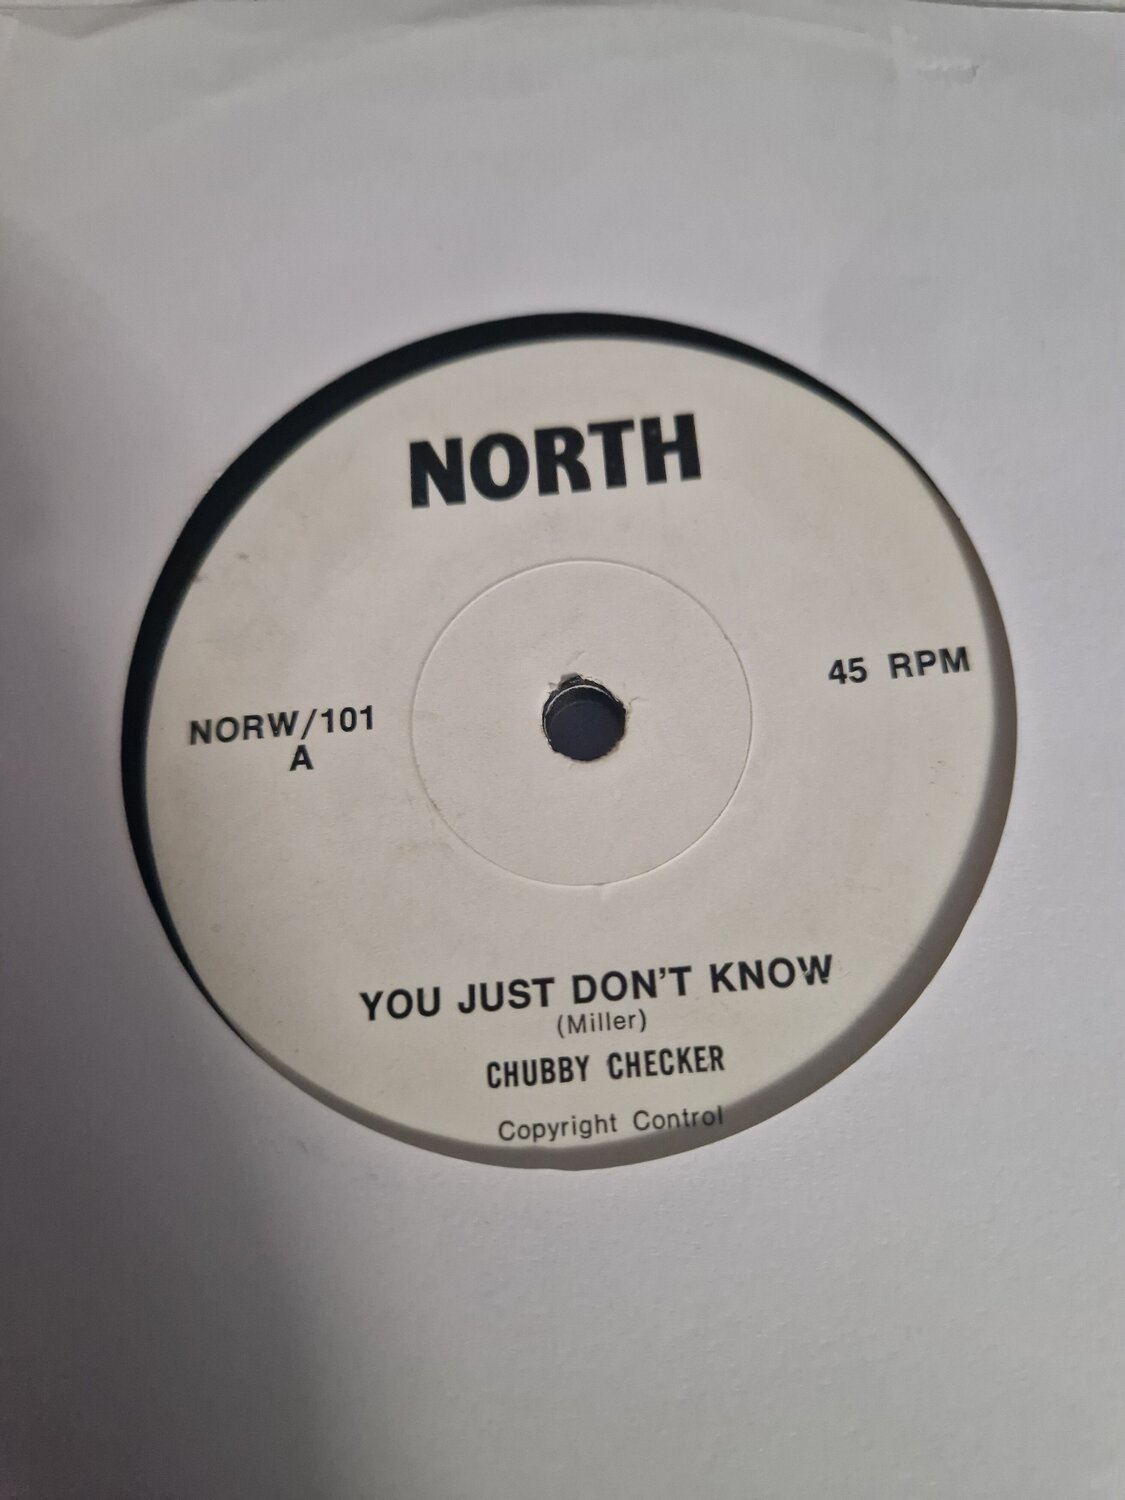 NORTH
45 RPM
NORW/101
A
YOU JUST DON'T KNOW
(Miller)
CHUBBY CHECKER
Copyright Control